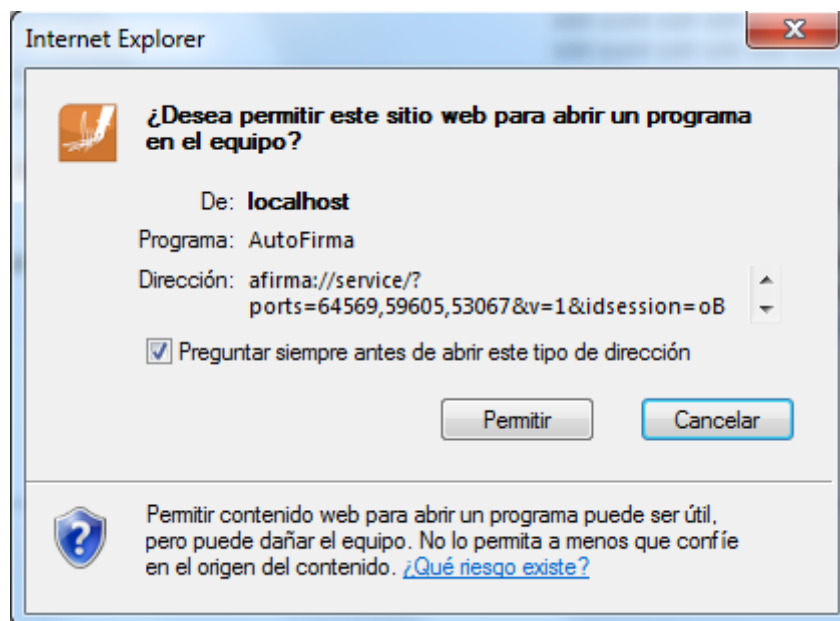 Internet Explorer
¿Desea permitir este sitio web para abrir un programa
en el equipo?
De: localhost
Programa: AutoFirma
Dirección: afirma://service/?
ports=64569,59605,53067&v=1&idsession=oB
Preguntar siempre antes de abrir este tipo de dirección
Permitir
Cancelar
Permitir contenido web para abrir un programa puede ser útil,
pero puede dañar el equipo. No lo permita a menos que confíe
en el origen del contenido. ¿Qué riesgo existe?